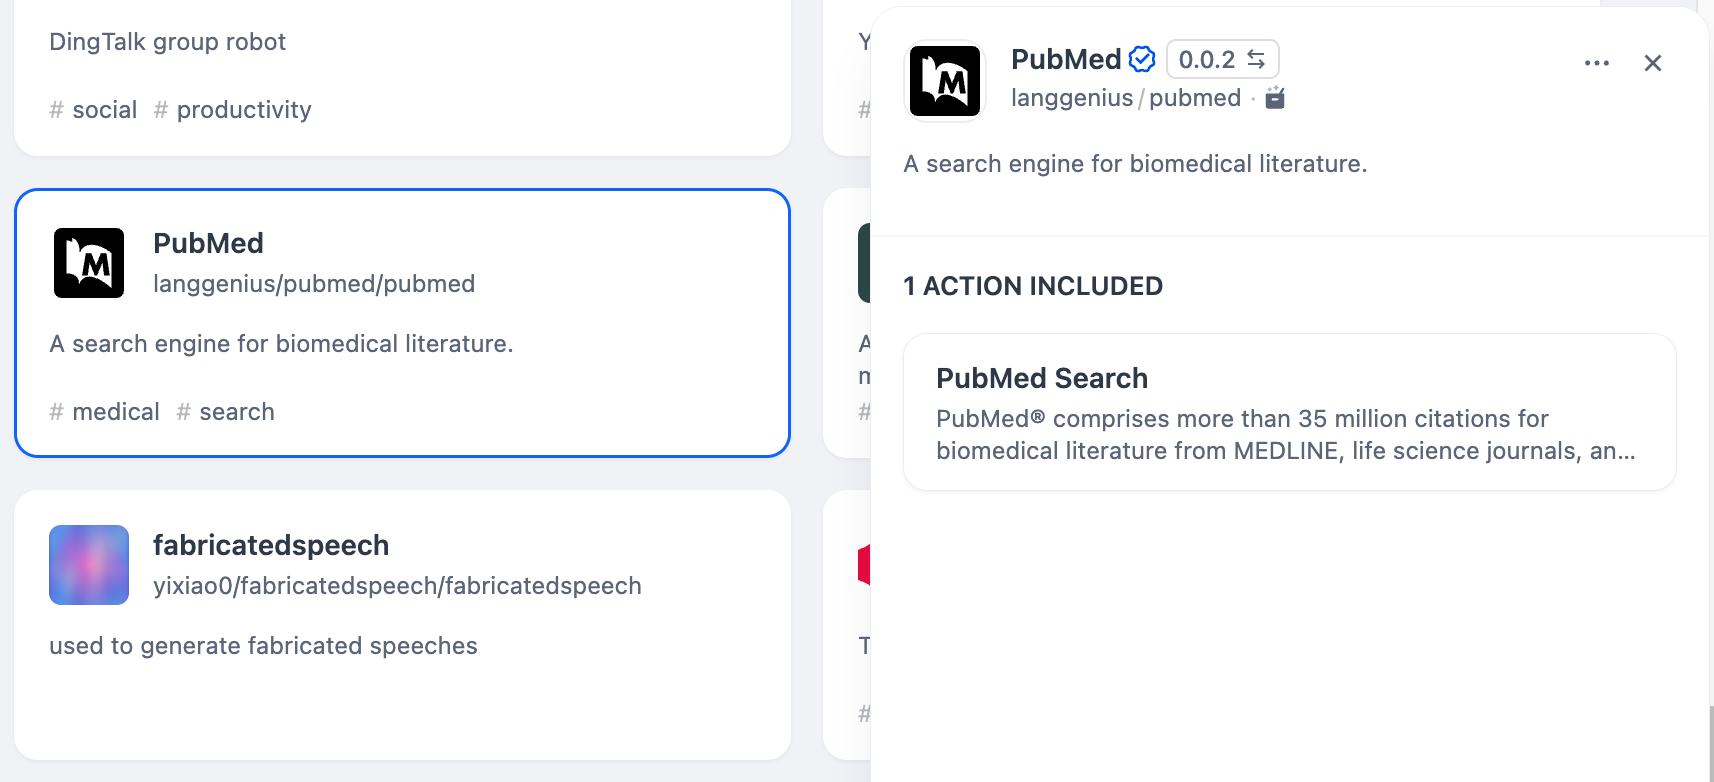 DingTalk group robot
# social # productivity
PubMed
langgenius/pubmed/pubmed
A search engine for biomedical literature.
# medical # search
fabricatedspeech
yixiao0/fabricatedspeech/fabricatedspeech
used to generate fabricated speeches
Y
#
A
#
T
#
PubMed 0.0.2
langgenius/pubmed ·
A search engine for biomedical literature.
1 ACTION INCLUDED
PubMed Search
PubMed® comprises more than 35 million citations for
biomedical literature from MEDLINE, life science journals, an...